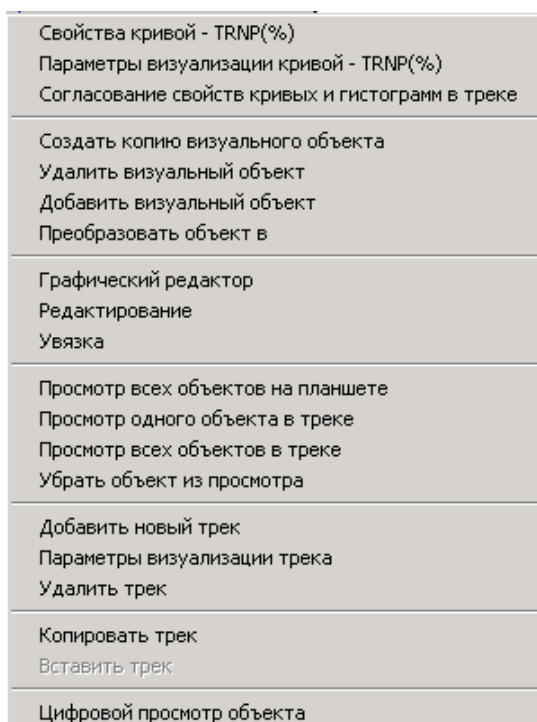 Свойства кривой - TRNP(%)
Параметры визуализации кривой - TRNP(%)
Согласование свойств кривых и гистограмм в треке
Создать копию визуального объекта
Удалить визуальный объект
Добавить визуальный объект
Преобразовать объект в
Графический редактор
Редактирование
Увязка
Просмотр всех объектов на планшете
Просмотр одного объекта в треке
Просмотр всех объектов в треке
Убрать объект из просмотра
Добавить новый трек
Параметры визуализации трека
Удалить трек
Копировать трек
Вставить трек
Цифровой просмотр объекта